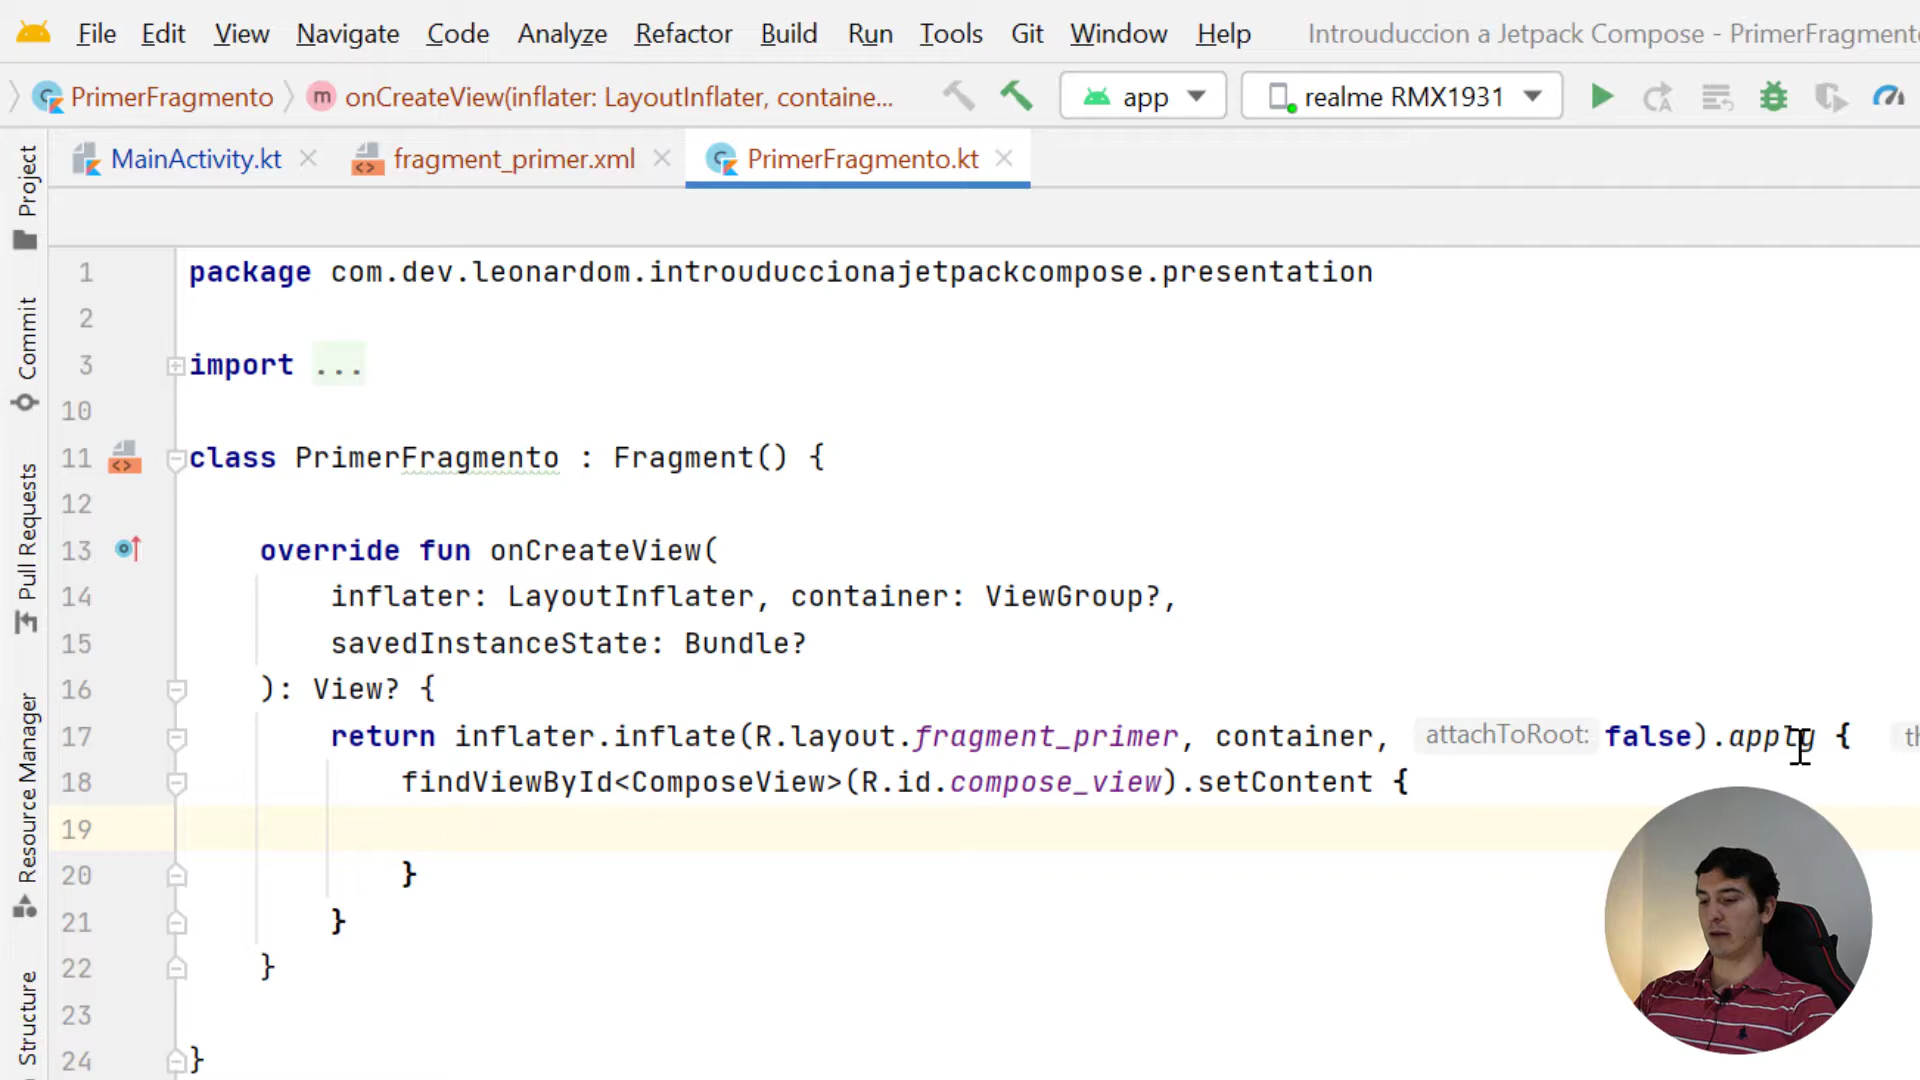 File Edit View Navigate Code Analyze Refactor Build Run Tools Git Window Help Introuduccion a Jetpack Compose - PrimerFragmento
PrimerFragmento m onCreateView(inflater: LayoutInflater, containe... app realme RMX1931
MainActivity.kt fragment_primer.xml PrimerFragmento.kt
Project
Commit
Pull Requests
Resource Manager
Structure
1 package com.dev.leonardom.introuduccionajetpackcompose.presentation
2
3 import ...
10
11 class PrimerFragmento : Fragment() {
12
13 override fun onCreateView(
14 inflater: LayoutInflater, container: ViewGroup?,
15 savedInstanceState: Bundle?
16 ): View? {
17 return inflater.inflate(R.layout.fragment_primer, container, attachToRoot: false).apply { th
18 findViewById<ComposeView>(R.id.compose_view).setContent {
19
20 }
21 }
22 }
23
24 }